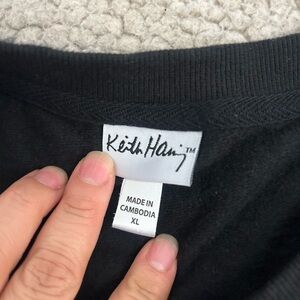 Keith Haring™
MADE IN
CAMBODIA
XL